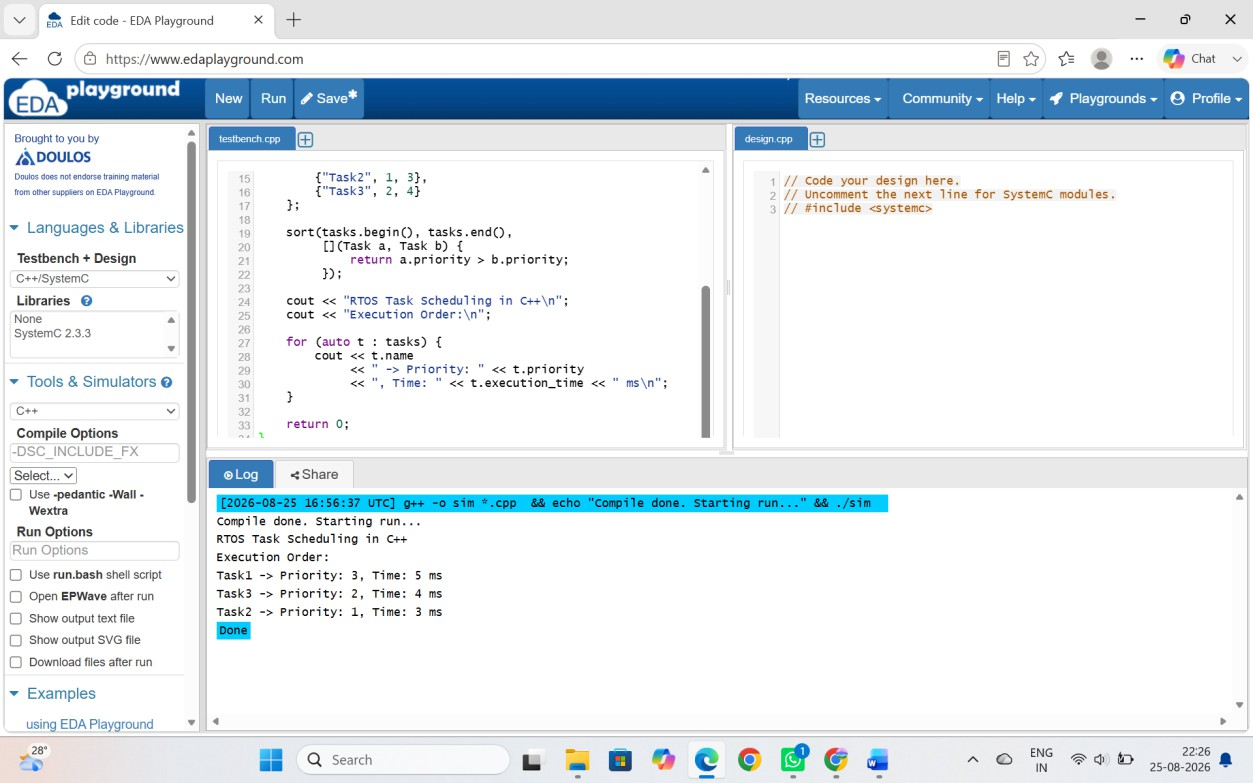 Edit code - EDA Playground
https://www.edaplayground.com
Chat
EDA playground
New
Run
Save*
Resources
Community
Help
Playgrounds
Profile
Brought to you by
DOULOS
Doulos does not endorse training material
from other suppliers on EDA Playground.
Languages & Libraries
Testbench + Design
C++/SystemC
Libraries
None
SystemC 2.3.3
Tools & Simulators
C++
Compile Options
-DSC_INCLUDE_FX
Select...
Use -pedantic -Wall -
Wextra
Run Options
Run Options
Use run.bash shell script
Open EPWave after run
Show output text file
Show output SVG file
Download files after run
Examples
using EDA Playground
testbench.cpp
15 {"Task2", 1, 3},
16 {"Task3", 2, 4}
17 };
18
19 sort(tasks.begin(), tasks.end(),
20 [](Task a, Task b) {
21 return a.priority > b.priority;
22 });
23
24 cout << "RTOS Task Scheduling in C++\n";
25 cout << "Execution Order:\n";
26
27 for (auto t : tasks) {
28 cout << t.name
29 << " -> Priority: " << t.priority
30 << ", Time: " << t.execution_time << " ms\n";
31 }
32
33 return 0;
34 }
design.cpp
1 // Code your design here.
2 // Uncomment the next line for SystemC modules.
3 // #include <systemc>
Log
Share
[2026-08-25 16:56:37 UTC] g++ -o sim *.cpp && echo "Compile done. Starting run..." && ./sim
Compile done. Starting run...
RTOS Task Scheduling in C++
Execution Order:
Task1 -> Priority: 3, Time: 5 ms
Task3 -> Priority: 2, Time: 4 ms
Task2 -> Priority: 1, Time: 3 ms
Done
28°
Search
1
ENG
IN
22:26
25-08-2026